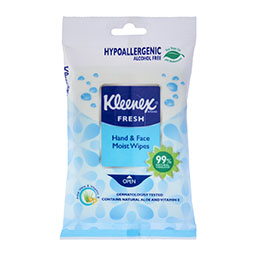 HYPOALLERGENIC
ALCOHOL FREE
Kleenex
FRESH
Hand & Face
Moist Wipes
99%
OPEN
DERMATOLOGICALLY TESTED
CONTAINS NATURAL ALOE AND VITAMIN E